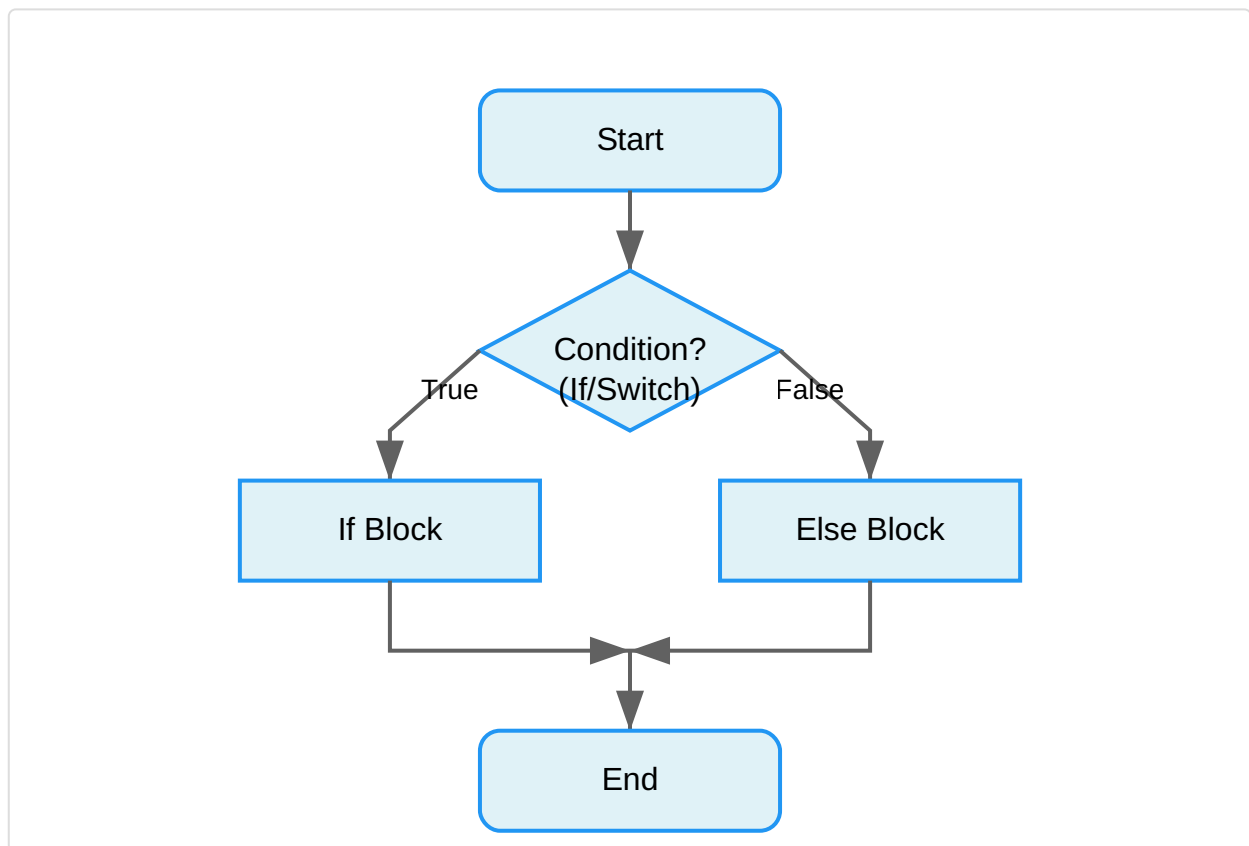 Start
Condition?
(If/Switch)
True
False
If Block
Else Block
End